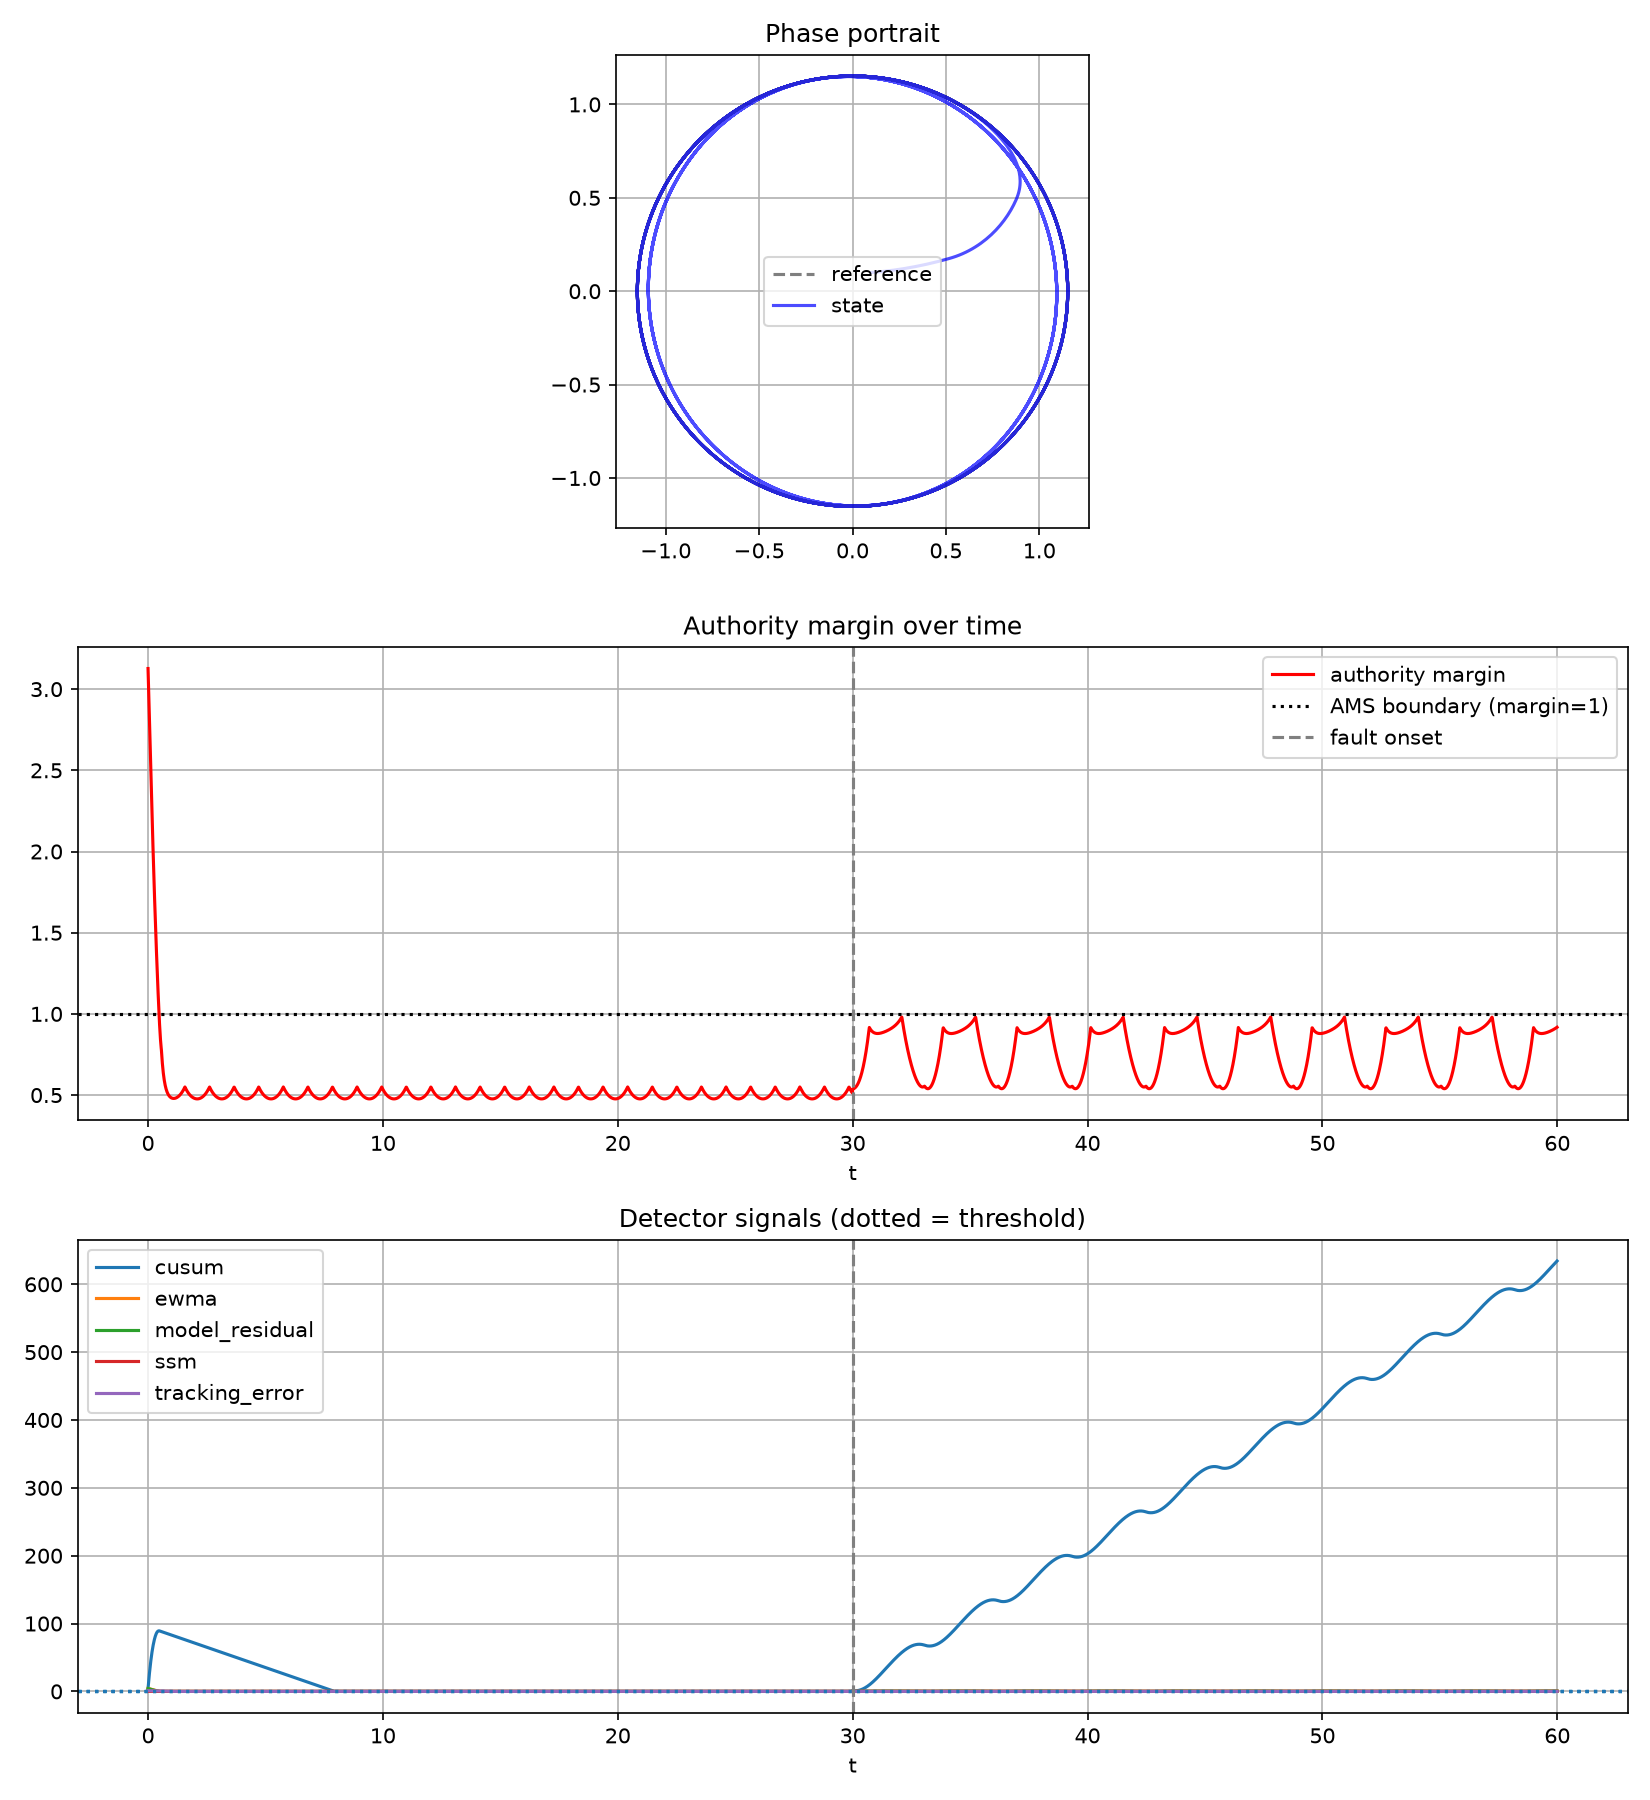 Phase portrait
1.0
0.5
0.0
−0.5
−1.0
reference
state
−1.0 −0.5 0.0 0.5 1.0
Authority margin over time
3.0
2.5
2.0
1.5
1.0
0.5
authority margin
AMS boundary (margin=1)
fault onset
0 10 20 30 40 50 60
t
Detector signals (dotted = threshold)
600
500
400
300
200
100
0
cusum
ewma
model_residual
ssm
tracking_error
0 10 20 30 40 50 60
t